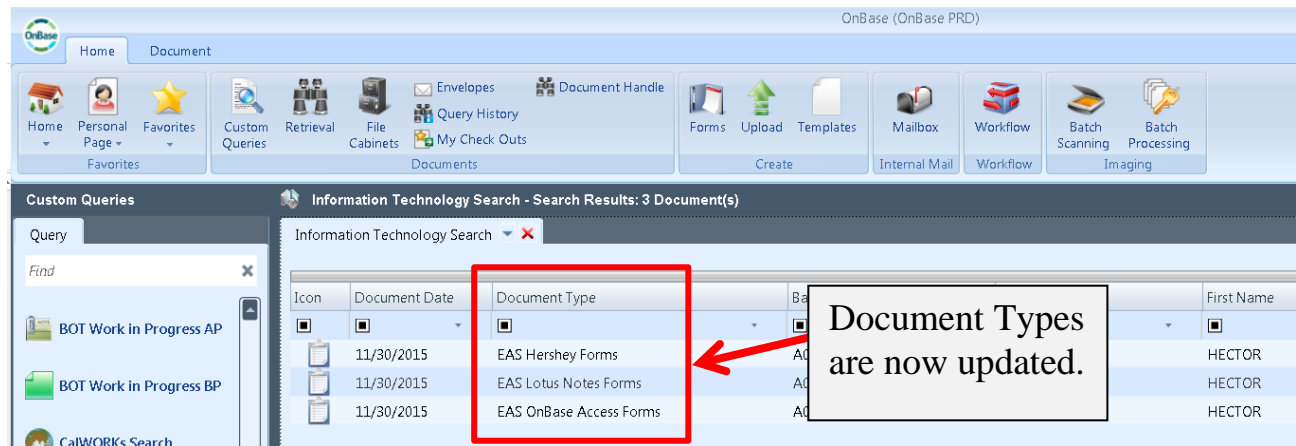 OnBase (OnBase PRD)
OnBase
Home Document
Home Personal Page Favorites
Favorites
Custom Queries Retrieval File Cabinets Envelopes Query History My Check Outs Document Handle
Documents
Forms Upload Templates
Create
Mailbox
Internal Mail
Workflow
Workflow
Batch Scanning Batch Processing
Imaging
Custom Queries
Information Technology Search - Search Results: 3 Document(s)
Query
Information Technology Search
Find
BOT Work in Progress AP
BOT Work in Progress BP
CalWORKs Search
Icon Document Date Document Type Ba First Name
11/30/2015 EAS Hershey Forms A0 HECTOR
11/30/2015 EAS Lotus Notes Forms A0 HECTOR
11/30/2015 EAS OnBase Access Forms A0 HECTOR
Document Types
are now updated.